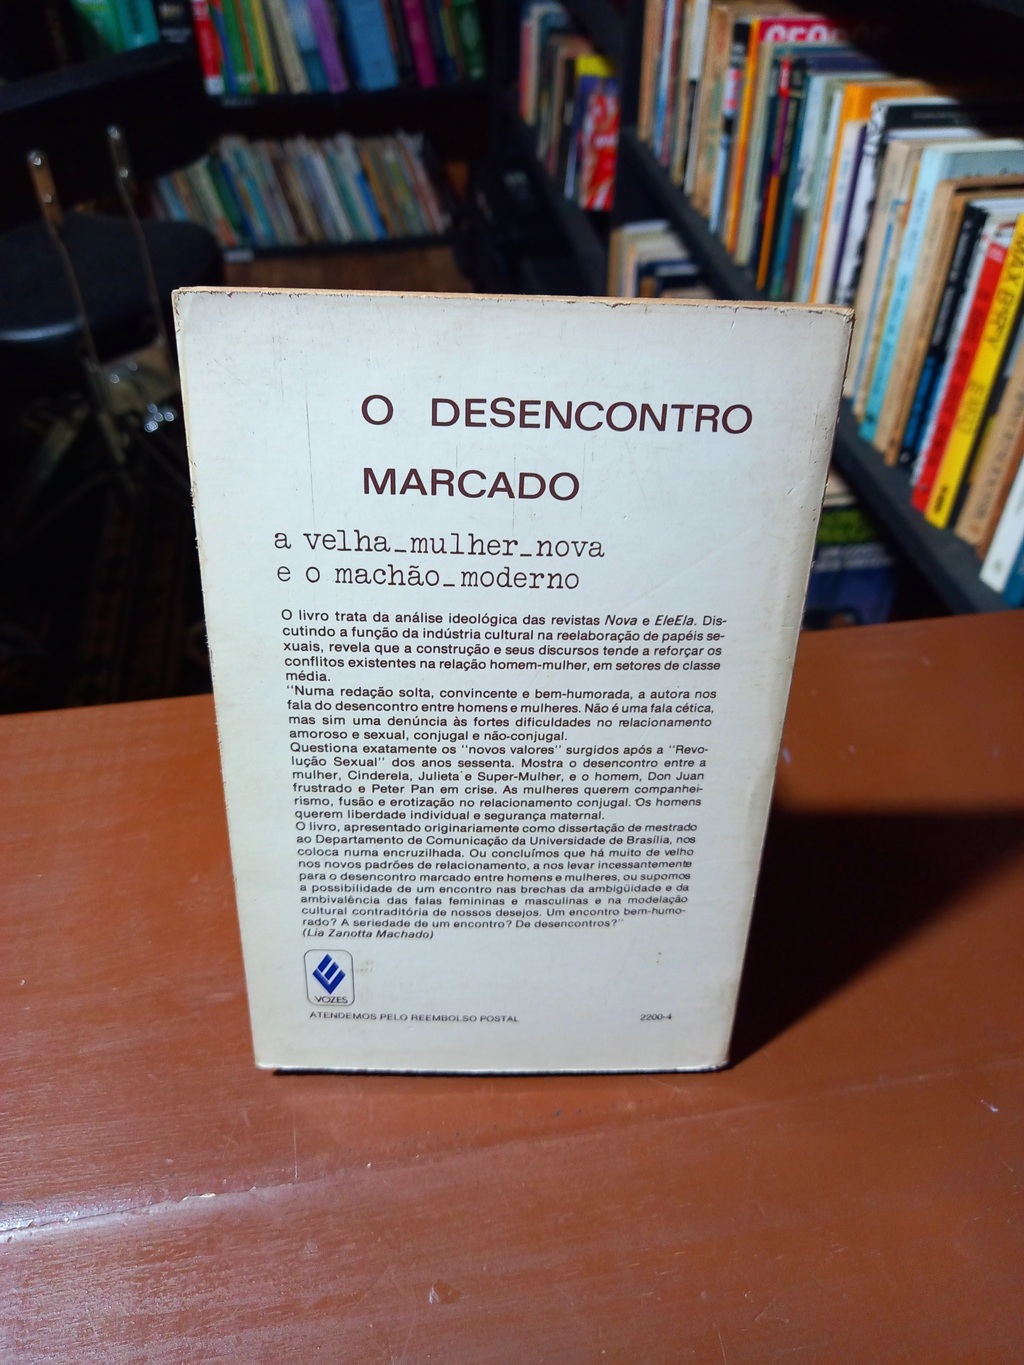 O DESENCONTRO
MARCADO
a velha_mulher_nova
e o machão_moderno
O livro trata da análise ideológica das revistas Nova e EleEla. Dis-
cutindo a função da indústria cultural na reelaboração de papéis se-
xuais, revela que a construção e seus discursos tende a reforçar os
conflitos existentes na relação homem-mulher, em setores de classe
média.
"Numa redação solta, convincente e bem-humorada, a autora nos
fala do desencontro entre homens e mulheres. Não é uma fala cética,
mas sim uma denúncia às fortes dificuldades no relacionamento
amoroso e sexual, conjugal e não-conjugal.
Questiona exatamente os "novos valores" surgidos após a "Revo-
lução Sexual" dos anos sessenta. Mostra o desencontro entre a
mulher, Cinderela, Julieta e Super-Mulher, e o homem, Don Juan
frustrado e Peter Pan em crise. As mulheres querem companhei-
rismo, fusão e erotização no relacionamento conjugal. Os homens
querem liberdade individual e segurança maternal.
O livro, apresentado originariamente como dissertação de mestrado
ao Departamento de Comunicação da Universidade de Brasília, nos
coloca numa encruzilhada. Ou concluímos que há muito de velho
nos novos padrões de relacionamento, a nos levar incessantemente
para o desencontro marcado entre homens e mulheres, ou supomos
a possibilidade de um encontro nas brechas da ambigüidade e da
ambivalência das falas femininas e masculinas e na modelação
cultural contraditória de nossos desejos. Um encontro bem-humo-
rado? A seriedade de um encontro? De desencontros?"
(Lia Zanotta Machado)
VOZES
ATENDEMOS PELO REEMBOLSO POSTAL
2200-4